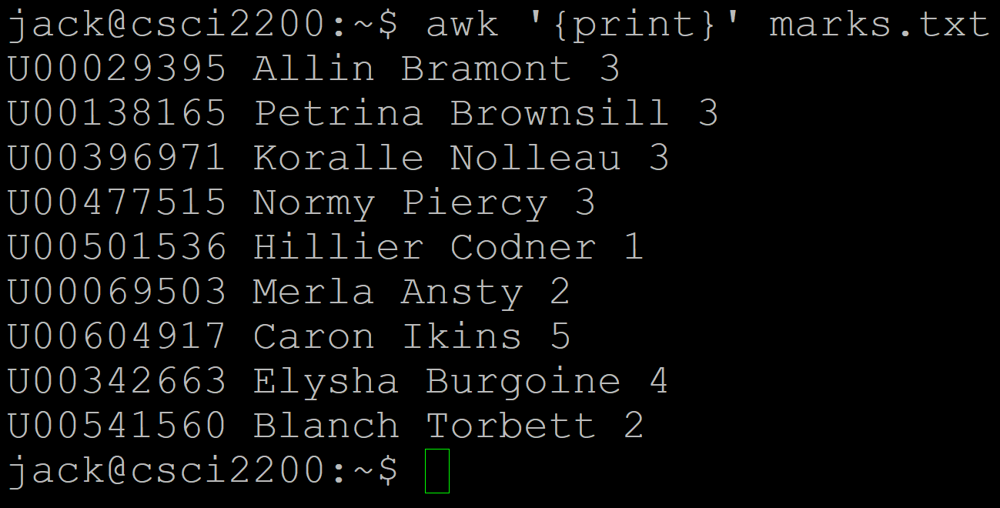 jack@csci2200:~$ awk '{print}' marks.txt
U00029395 Allin Bramont 3
U00138165 Petrina Brownsill 3
U00396971 Koralle Nolleau 3
U00477515 Normy Piercy 3
U00501536 Hillier Codner 1
U00069503 Merla Ansty 2
U00604917 Caron Ikins 5
U00342663 Elysha Burgoine 4
U00541560 Blanch Torbett 2
jack@csci2200:~$